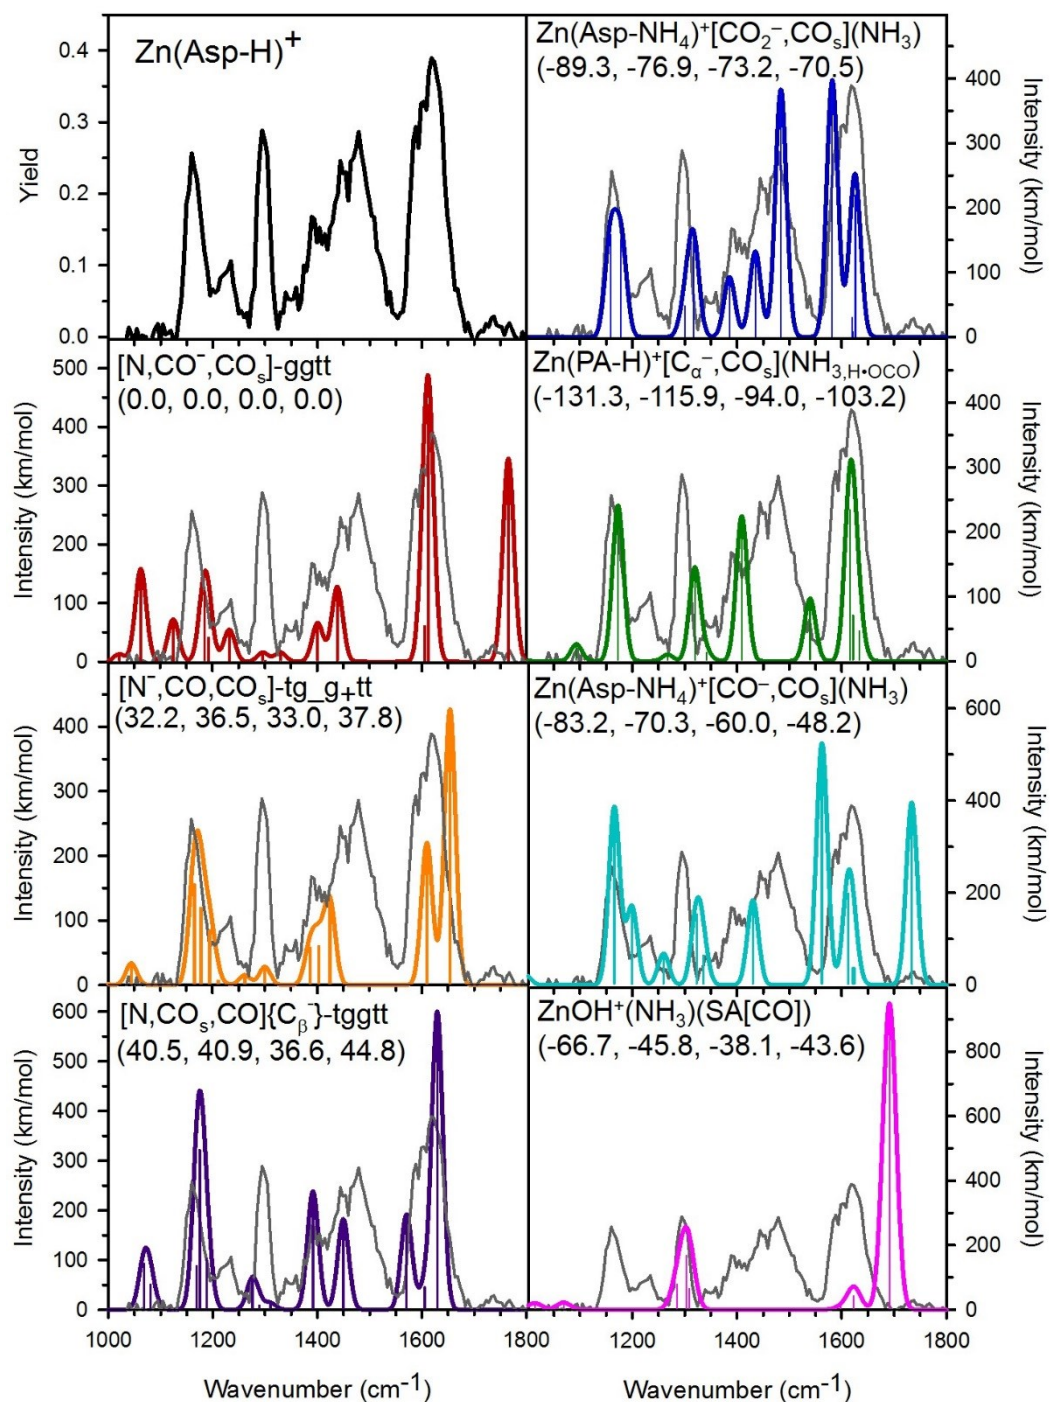 Zn(Asp-H)⁺
0.4
0.3
0.2
0.1
0.0
Yield
Zn(Asp-NH₄)⁺[CO₂⁻,COₛ](NH₃)
(-89.3, -76.9, -73.2, -70.5)
400
300
200
100
0
Intensity (km/mol)
[N,CO⁻,COₛ]-ggtt
(0.0, 0.0, 0.0, 0.0)
500
400
300
200
100
0
Intensity (km/mol)
Zn(PA-H)⁺[Cα⁻,COₛ](NH₃,H•OCO)
(-131.3, -115.9, -94.0, -103.2)
400
300
200
100
0
Intensity (km/mol)
[N⁻,CO,COₛ]-tg_g₊tt
(32.2, 36.5, 33.0, 37.8)
400
300
200
100
0
Intensity (km/mol)
Zn(Asp-NH₄)⁺[CO⁻,COₛ](NH₃)
(-83.2, -70.3, -60.0, -48.2)
600
400
200
0
Intensity (km/mol)
[N,COₛ,CO]{Cβ⁻}-tggtt
(40.5, 40.9, 36.6, 44.8)
600
500
400
300
200
100
0
Intensity (km/mol)
ZnOH⁺(NH₃)(SA[CO])
(-66.7, -45.8, -38.1, -43.6)
800
600
400
200
0
Intensity (km/mol)
1000 1200 1400 1600 1200 1400 1600 1800
Wavenumber (cm⁻¹) Wavenumber (cm⁻¹)